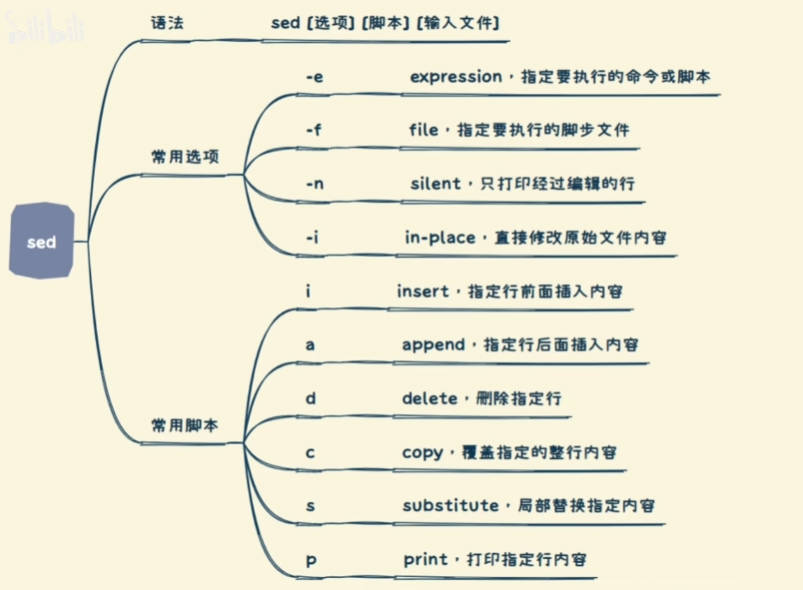 bilibili
语法
sed [选项] [脚本] [输入文件]
常用选项
-e expression，指定要执行的命令或脚本
-f file，指定要执行的脚步文件
-n silent，只打印经过编辑的行
-i in-place，直接修改原始文件内容
sed
常用脚本
i insert，指定行前面插入内容
a append，指定行后面插入内容
d delete，删除指定行
c copy，覆盖指定的整行内容
s substitute，局部替换指定内容
p print，打印指定行内容